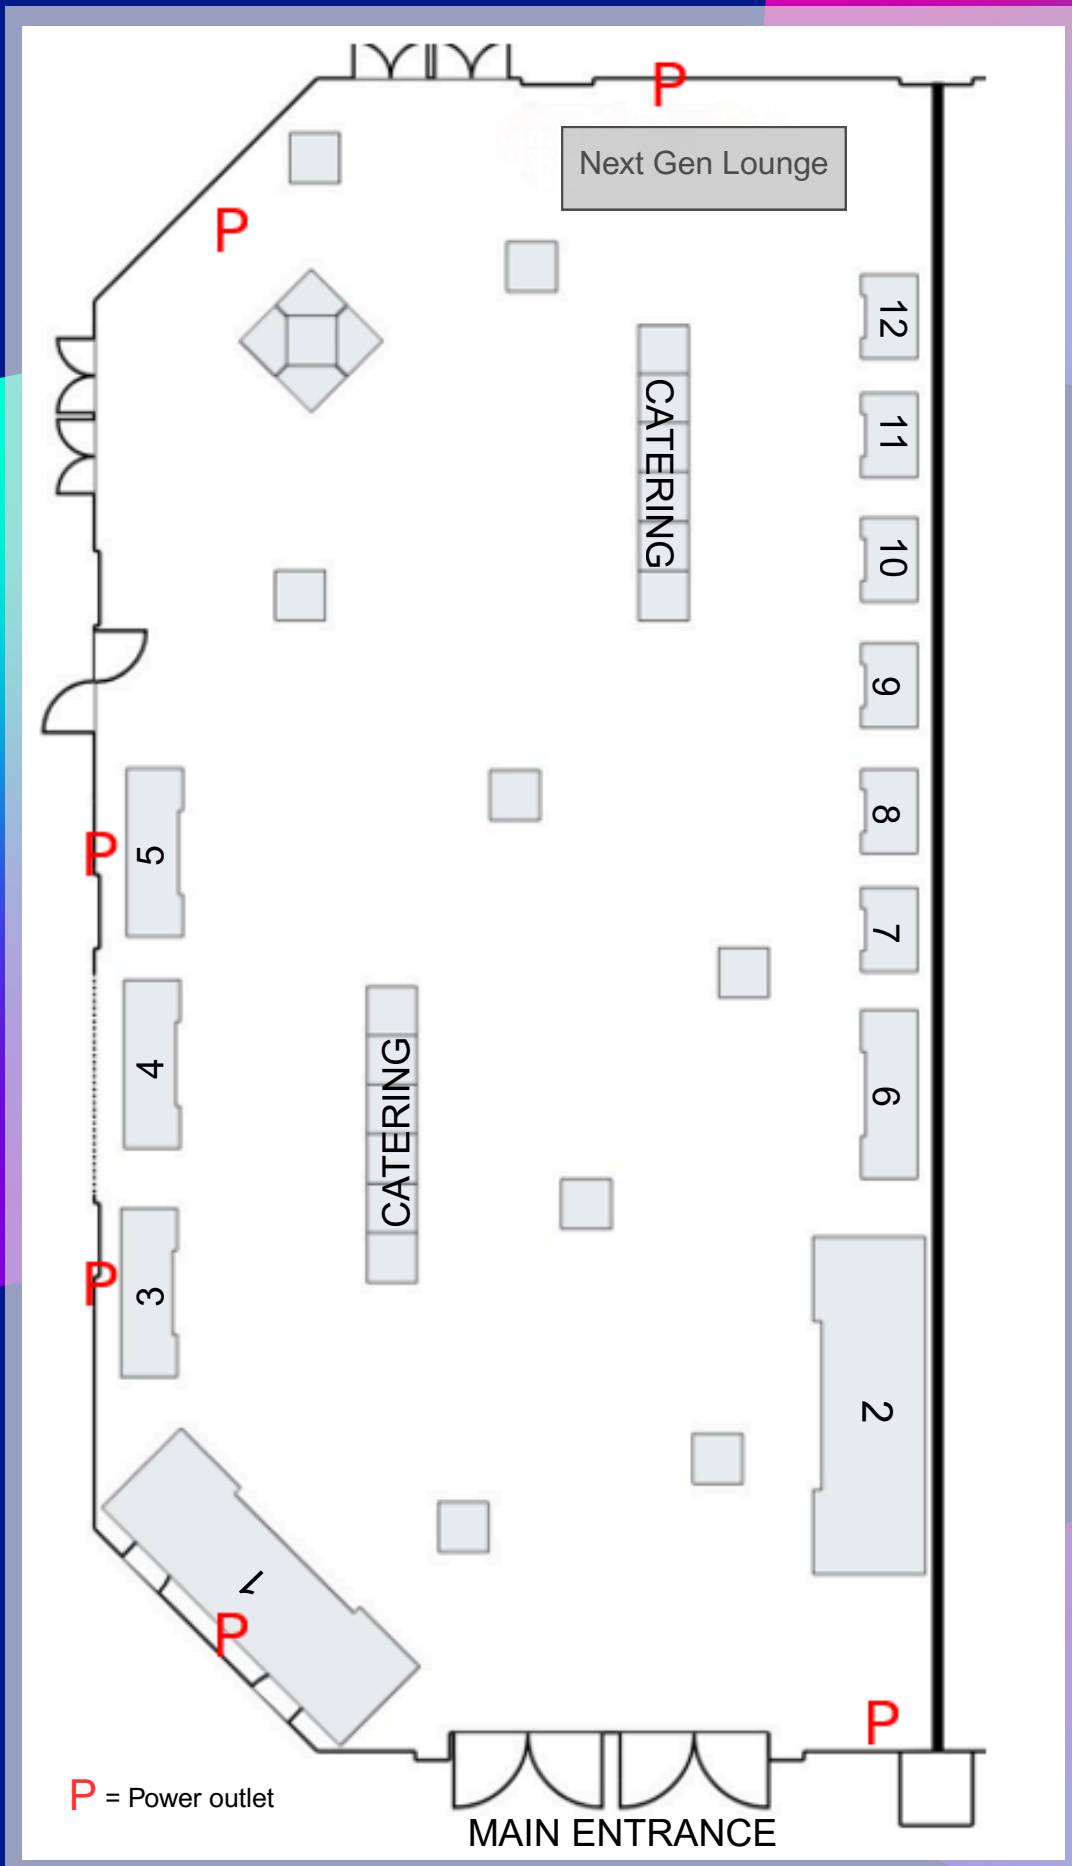 P
Next Gen Lounge
P
12
CATERING
11
10
9
8
5
P
7
4
CATERING
6
3
P
2
1
P
P
P = Power outlet
MAIN ENTRANCE